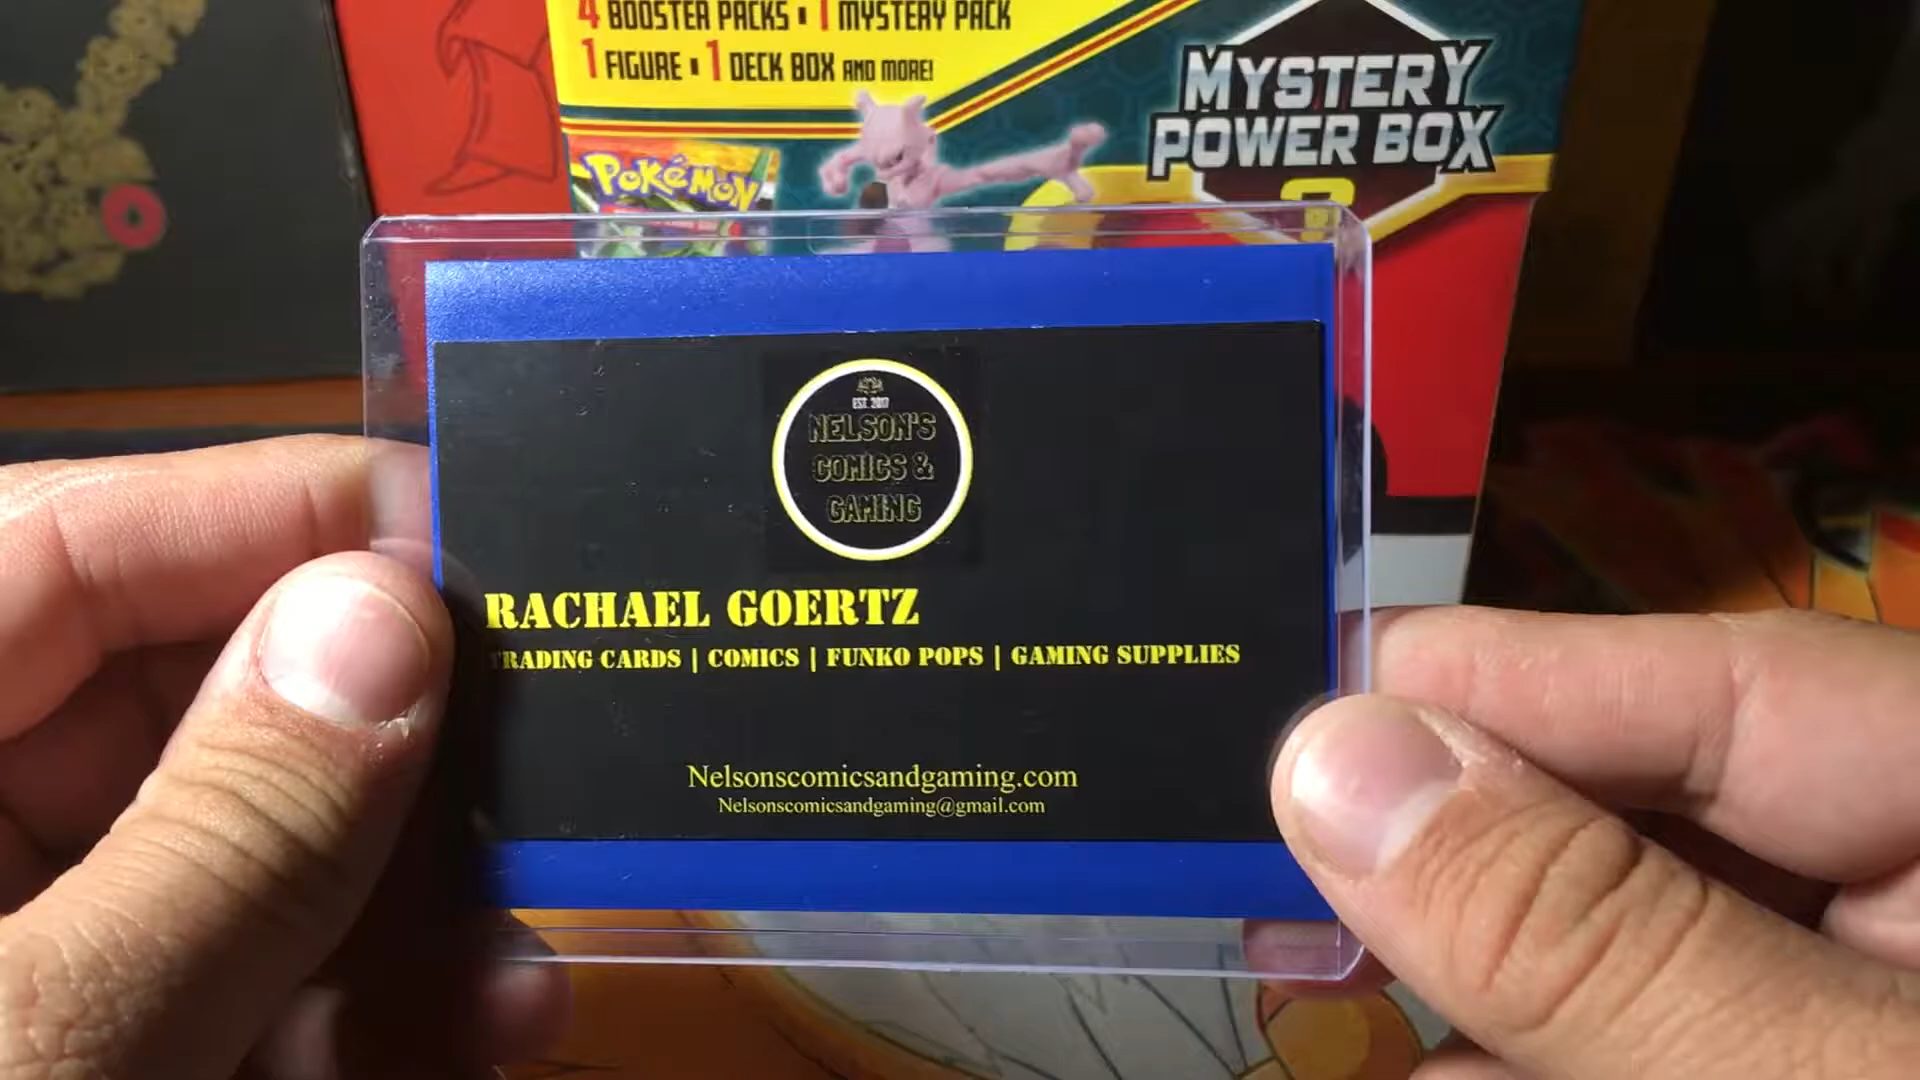 4 BOOSTER PACKS ▪ 1 MYSTERY PACK
1 FIGURE ▪ 1 DECK BOX AND MORE!
MYSTERY
POWER BOX
?
POKéMON
EST. 2017
NELSON'S
COMICS &
GAMING
RACHAEL GOERTZ
TRADING CARDS | COMICS | FUNKO POPS | GAMING SUPPLIES
Nelsonscomicsandgaming.com
Nelsonscomicsandgaming@gmail.com